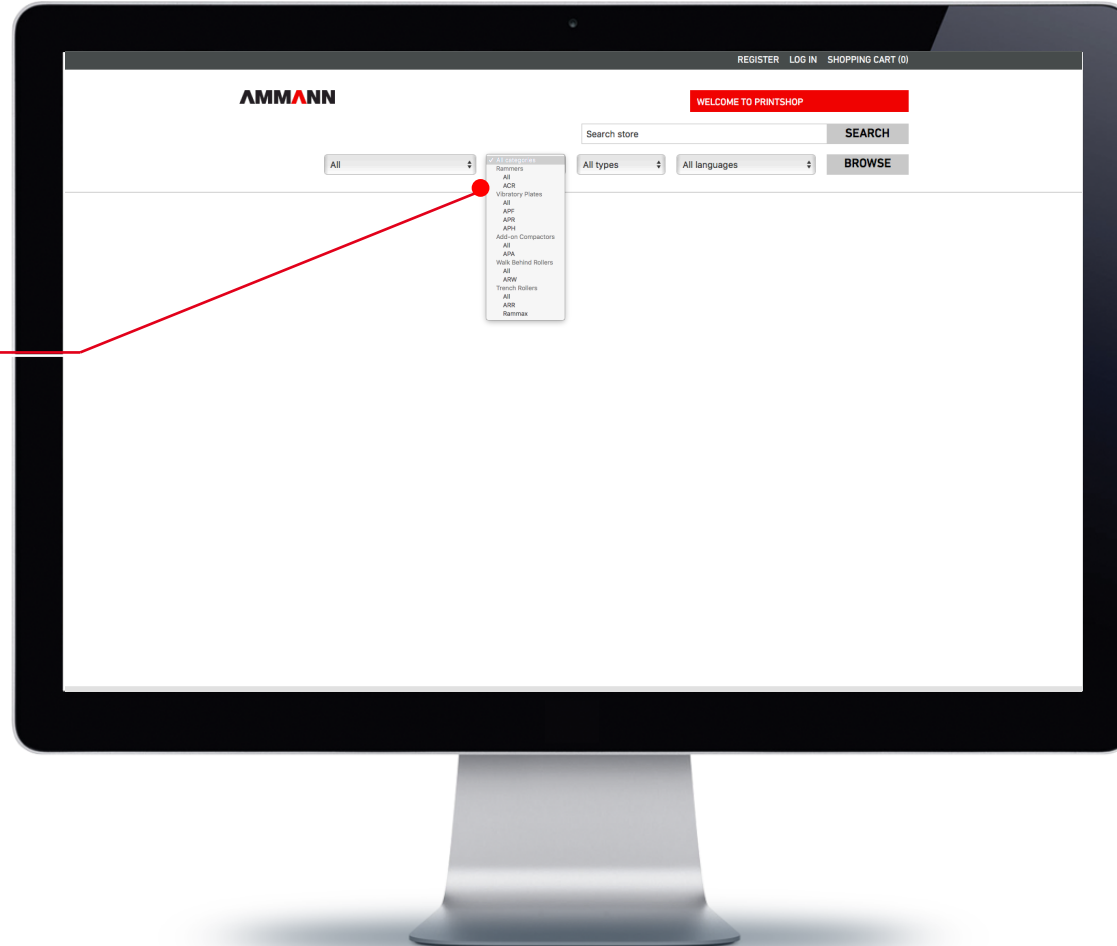 REGISTER LOG IN SHOPPING CART (0)
AMMANN
WELCOME TO PRINTSHOP
Search store SEARCH
All ✓ All categories All types All languages BROWSE
Rammers
All
ACR
Vibratory Plates
All
APF
APR
APH
Add-on Compactors
All
APA
Walk Behind Rollers
All
ARW
Trench Rollers
All
ARR
Rammax